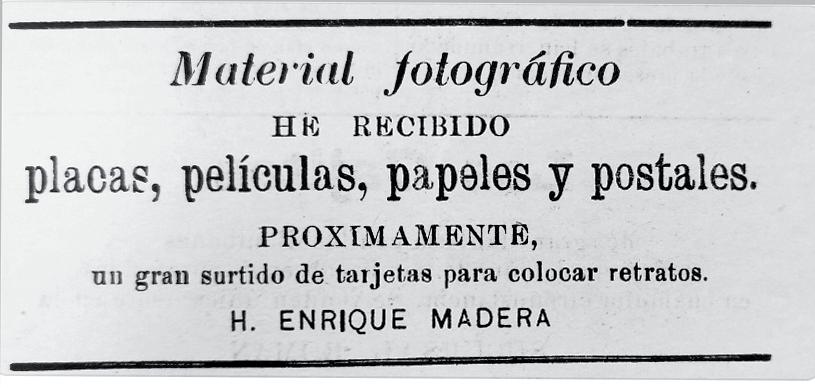 Material fotográfico
HE RECIBIDO
placas, películas, papeles y postales.
PROXIMAMENTE,
un gran surtido de tarjetas para colocar retratos.
H. ENRIQUE MADERA